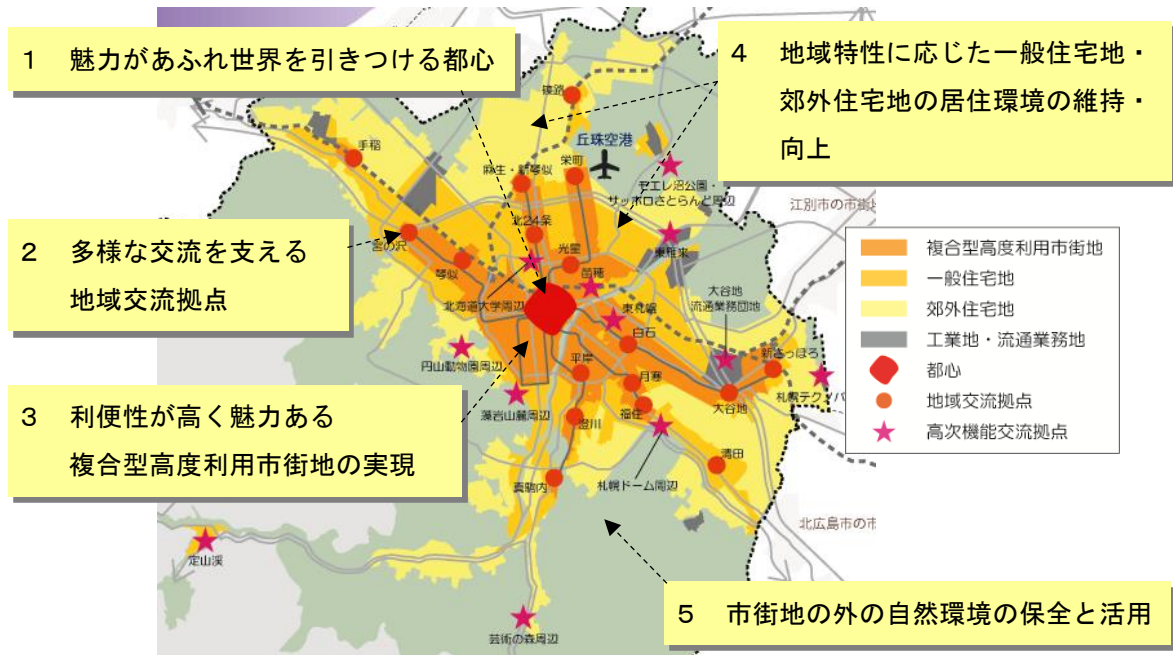 1 魅力があふれ世界を引きつける都心
4 地域特性に応じた一般住宅地・
郊外住宅地の居住環境の維持・
向上
2 多様な交流を支える
地域交流拠点
3 利便性が高く魅力ある
複合型高度利用市街地の実現
5 市街地の外の自然環境の保全と活用
複合型高度利用市街地
一般住宅地
郊外住宅地
工業地・流通業務地
都心
地域交流拠点
高次機能交流拠点
篠路
丘珠空港
手稲
麻生・新琴似
栄町
モエレ沼公園・
サッポロさとらんど周辺
江別市の市街
北24条
宮の沢
光星
東雁来
琴似
苗穂
大谷地
流通業務団地
北海道大学周辺
東札幌
白石
新さっぽろ
円山動物園周辺
平岸
月寒
札幌テクノパ
藻岩山麓周辺
福住
大谷地
澄川
清田
真駒内
札幌ドーム周辺
北広島市の市
定山渓
芸術の森周辺